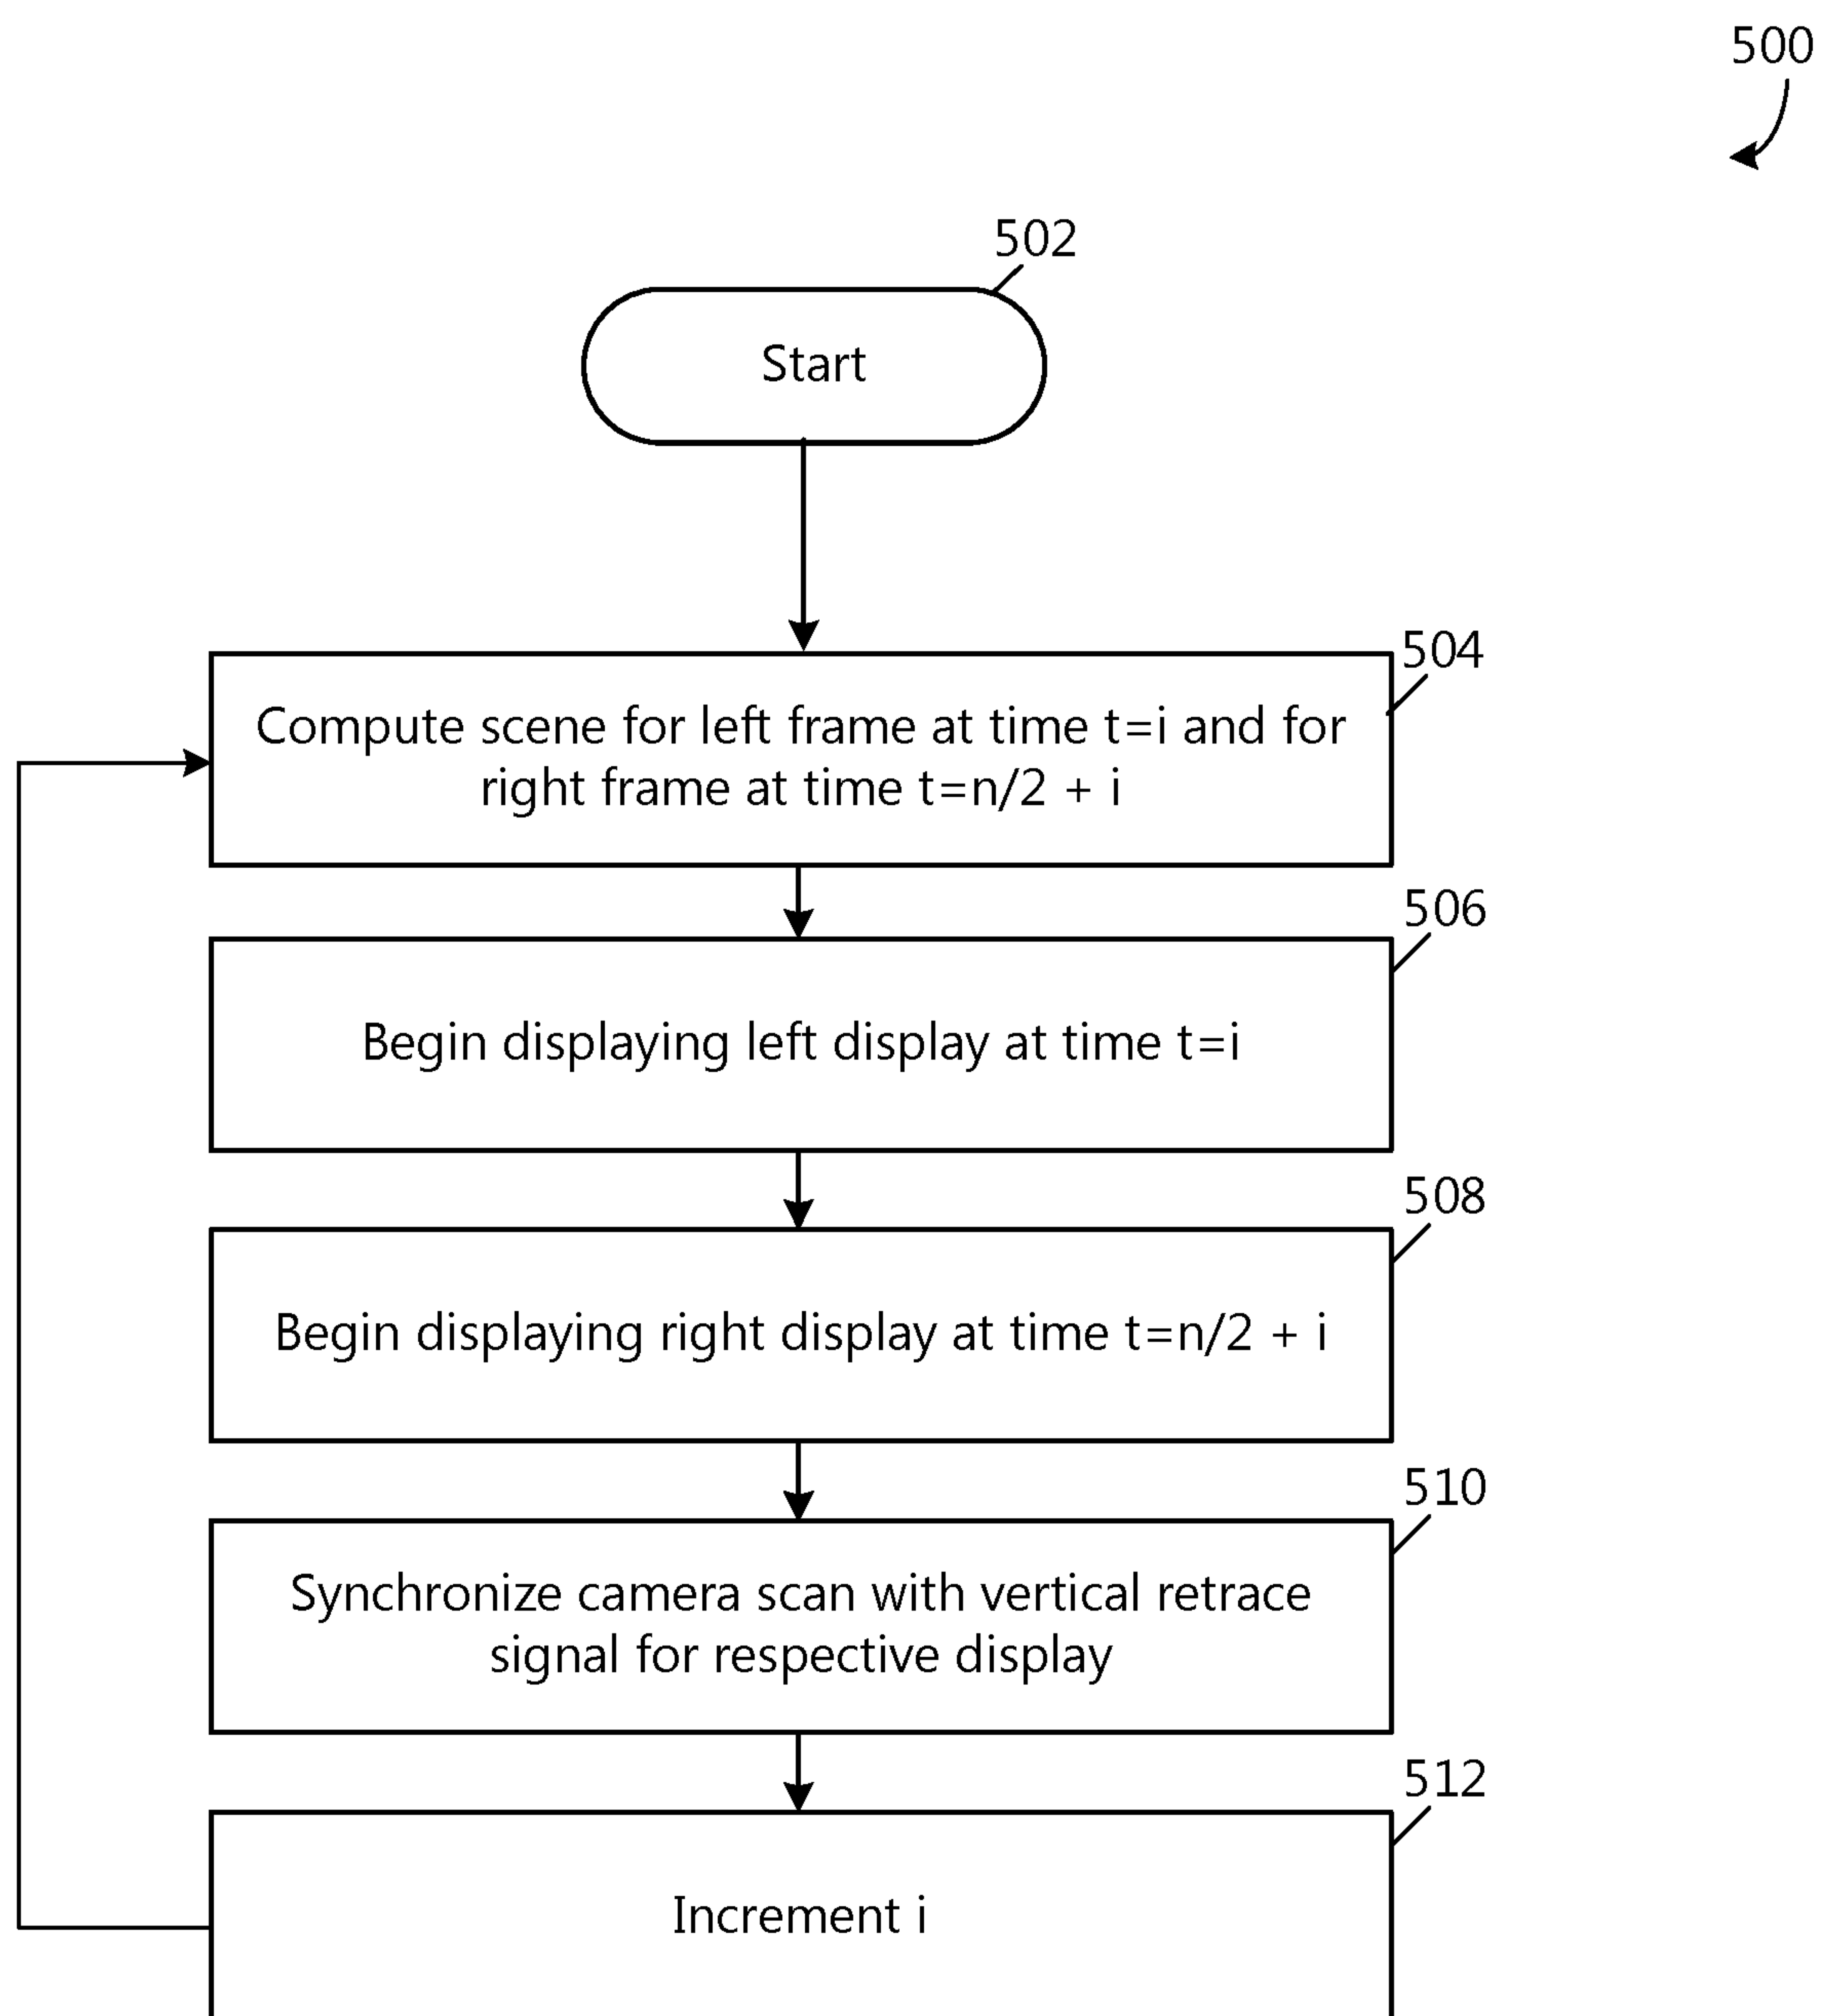 500
502
Start
504
Compute scene for left frame at time t=i and for
right frame at time t=n/2 + i
506
Begin displaying left display at time t=i
508
Begin displaying right display at time t=n/2 + i
510
Synchronize camera scan with vertical retrace
signal for respective display
512
Increment i